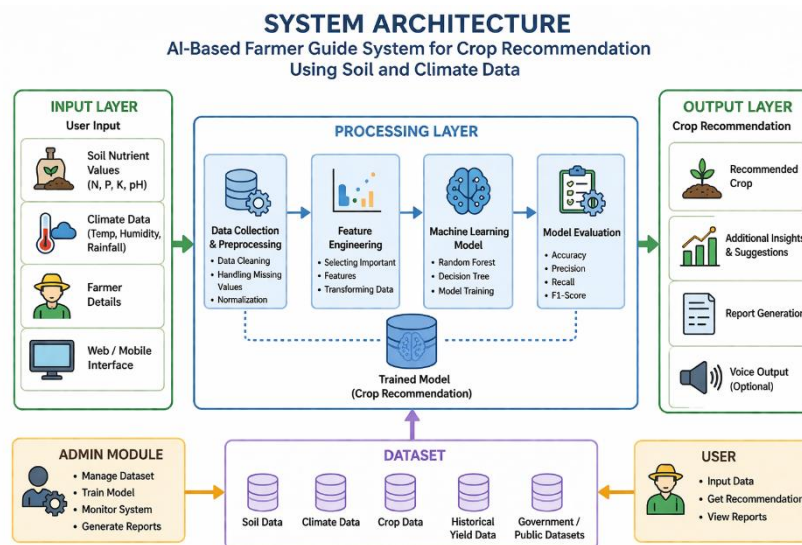 SYSTEM ARCHITECTURE
AI-Based Farmer Guide System for Crop Recommendation
Using Soil and Climate Data
INPUT LAYER
User Input
Soil Nutrient
Values
(N, P, K, pH)
Climate Data
(Temp, Humidity,
Rainfall)
Farmer
Details
Web / Mobile
Interface
PROCESSING LAYER
Data Collection
& Preprocessing
• Data Cleaning
• Handling Missing
Values
• Normalization
Feature
Engineering
• Selecting Important
• Features
• Transforming Data
Machine Learning
Model
• Random Forest
• Decision Tree
• Model Training
Model Evaluation
• Accuracy
• Precision
• Recall
• F1-Score
Trained Model
(Crop Recommendation)
OUTPUT LAYER
Crop Recommendation
Recommended
Crop
Additional Insights
& Suggestions
Report Generation
Voice Output
(Optional)
ADMIN MODULE
• Manage Dataset
• Train Model
• Monitor System
• Generate Reports
DATASET
Soil Data
Climate Data
Crop Data
Historical
Yield Data
Government /
Public Datasets
USER
• Input Data
• Get Recommendation
• View Reports